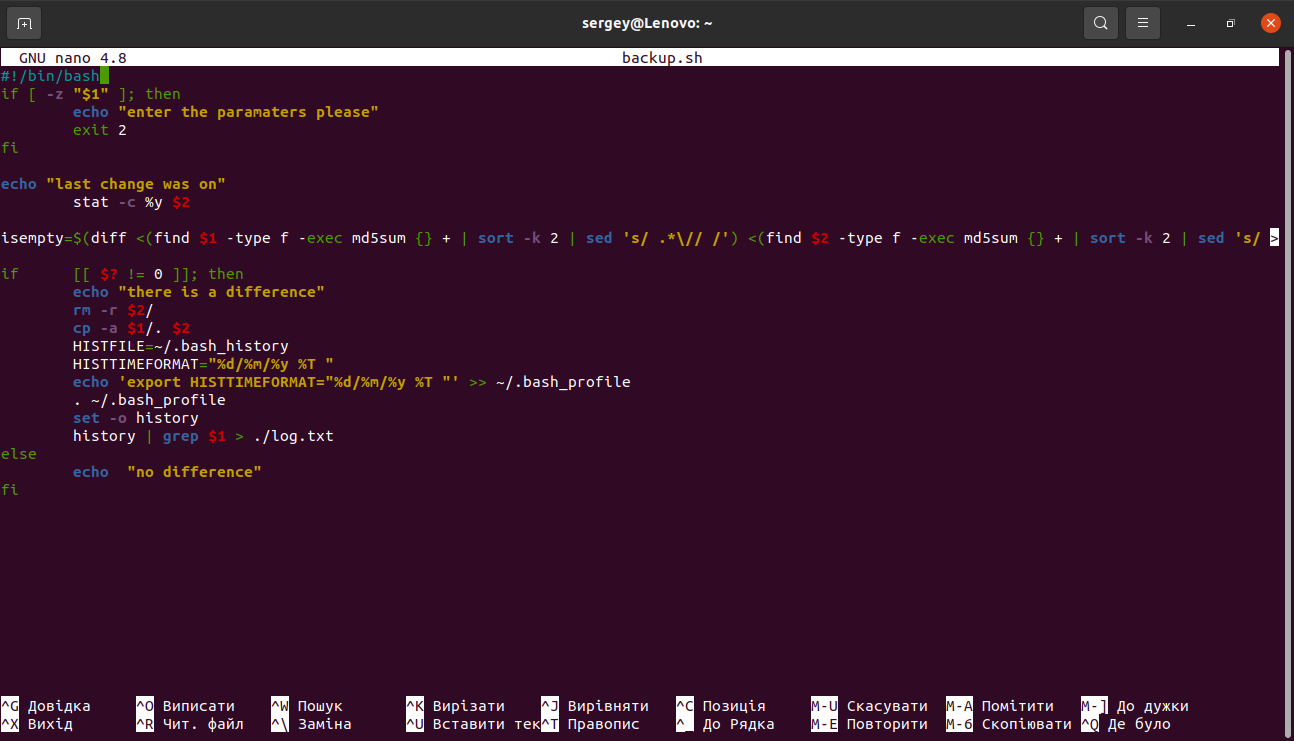 sergey@Lenovo: ~
GNU nano 4.8 backup.sh
#!/bin/bash
if [ -z "$1" ]; then
        echo "enter the paramaters please"
        exit 2
fi

echo "last change was on"
        stat -c %y $2

isempty=$(diff <(find $1 -type f -exec md5sum {} + | sort -k 2 | sed 's/ .*\// /') <(find $2 -type f -exec md5sum {} + | sort -k 2 | sed 's/ >

if      [[ $? != 0 ]]; then
        echo "there is a difference"
        rm -r $2/
        cp -a $1/. $2
        HISTFILE=~/.bash_history
        HISTTIMEFORMAT="%d/%m/%y %T "
        echo 'export HISTTIMEFORMAT="%d/%m/%y %T "' >> ~/.bash_profile
        . ~/.bash_profile
        set -o history
        history | grep $1 > ./log.txt
else
        echo  "no difference"
fi

^G Довідка ^O Виписати ^W Пошук ^K Вирізати ^J Вирівняти ^C Позиція M-U Скасувати M-A Помітити M-] До дужки
^X Вихід ^R Чит. файл ^\ Заміна ^U Вставити тек^T Правопис ^_ До Рядка M-E Повторити M-6 Скопіювати ^Q Де було